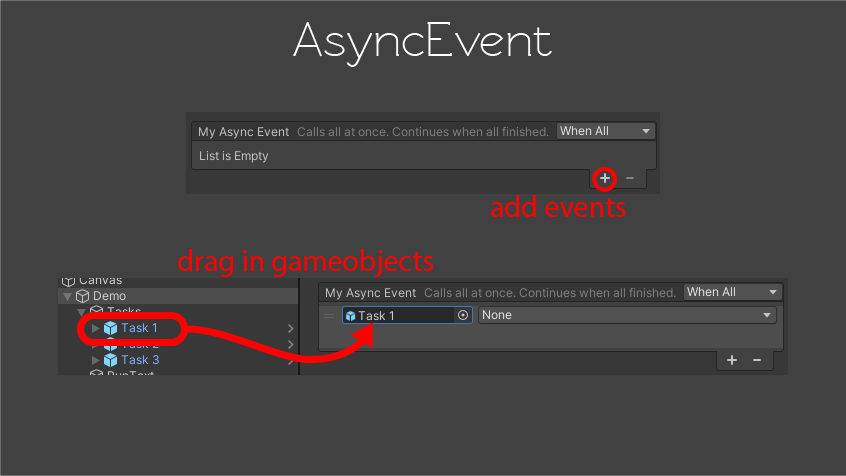 AsyncEvent
My Async Event Calls all at once. Continues when all finished. When All
List is Empty
add events
drag in gameobjects
Canvas
Demo
Tasks
Task 1
Task 2
Task 3
RunText
My Async Event Calls all at once. Continues when all finished. When All
Task 1 None